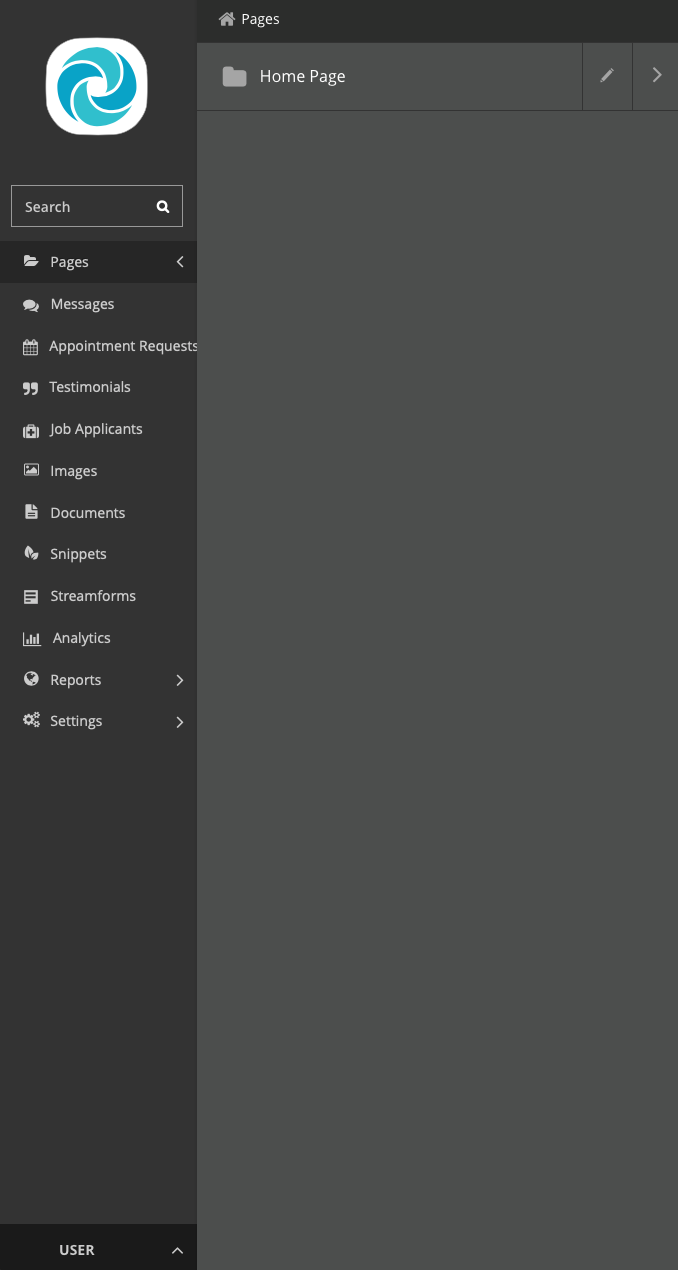 Pages
Home Page
Search
Pages
Messages
Appointment Requests
Testimonials
Job Applicants
Images
Documents
Snippets
Streamforms
Analytics
Reports
Settings
USER